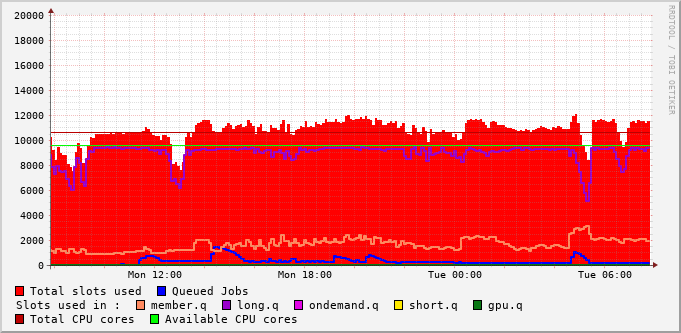 RRDTOOL / TOBI OETIKER
20000
18000
16000
14000
12000
10000
8000
6000
4000
2000
0
Mon 12:00 Mon 18:00 Tue 00:00 Tue 06:00
Total slots used Queued Jobs
Slots used in : member.q long.q ondemand.q short.q gpu.q
Total CPU cores Available CPU cores